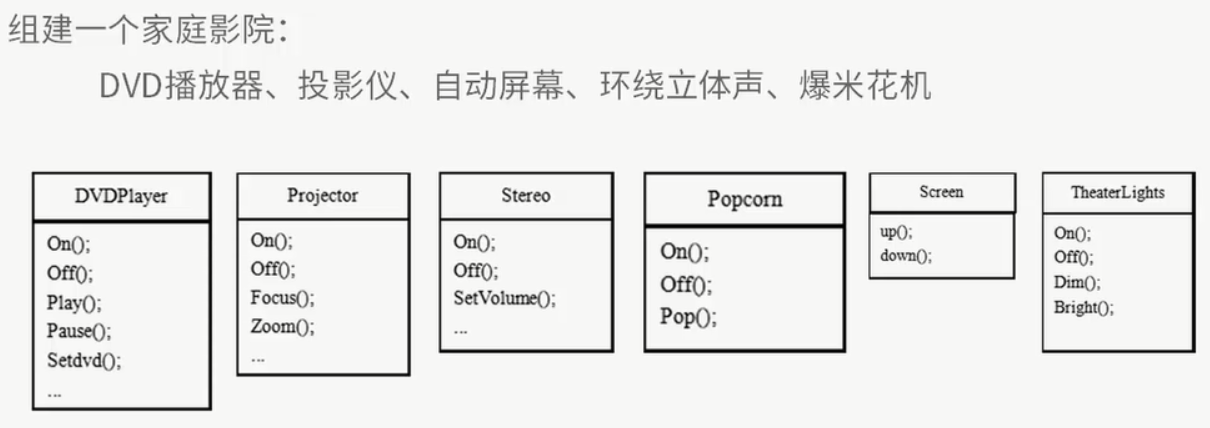 组建一个家庭影院：
DVD播放器、投影仪、自动屏幕、环绕立体声、爆米花机
DVDPlayer
On();
Off();
Play();
Pause();
Setdvd();
...
Projector
On();
Off();
Focus();
Zoom();
...
Stereo
On();
Off();
SetVolume();
...
Popcorn
On();
Off();
Pop();
Screen
up();
down();
TheaterLights
On();
Off();
Dim();
Bright();